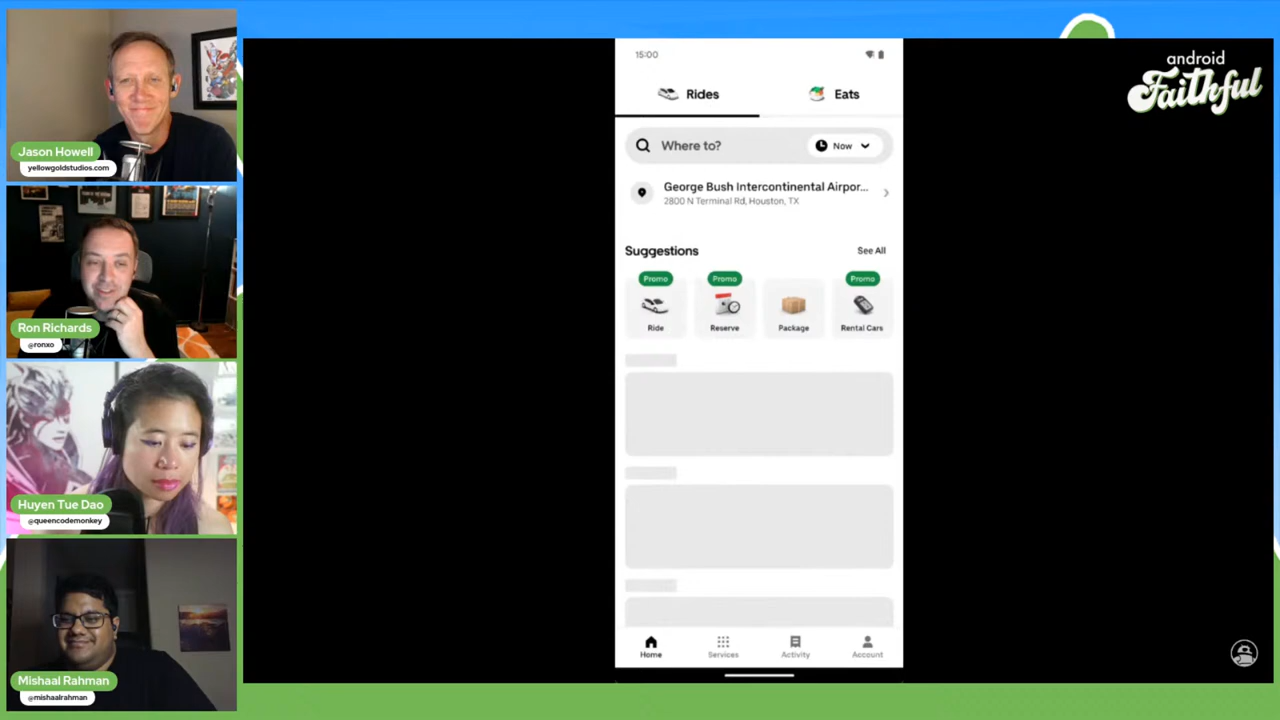 Jason Howell
yellowgoldstudios.com
Ron Richards
@ronxo
Huyen Tue Dao
@queencodemonkey
Mishaal Rahman
@mishaalrahman
15:00
Rides
Eats
Where to?
Now
George Bush Intercontinental Airpor...
2800 N Terminal Rd, Houston, TX
Suggestions
See All
Promo
Promo
Promo
Ride
Reserve
Package
Rental Cars
Home
Services
Activity
Account
android
Faithful